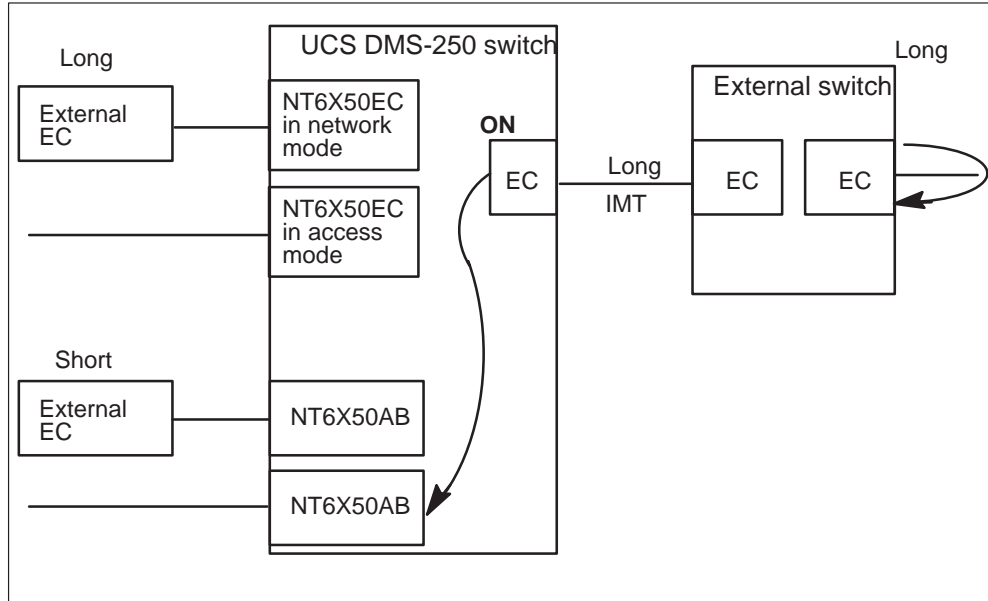 UCS DMS-250 switch
Long
Long
External switch
External
EC
NT6X50EC
in network
mode
ON
EC
Long
IMT
EC
EC
NT6X50EC
in access
mode
Short
External
EC
NT6X50AB
NT6X50AB